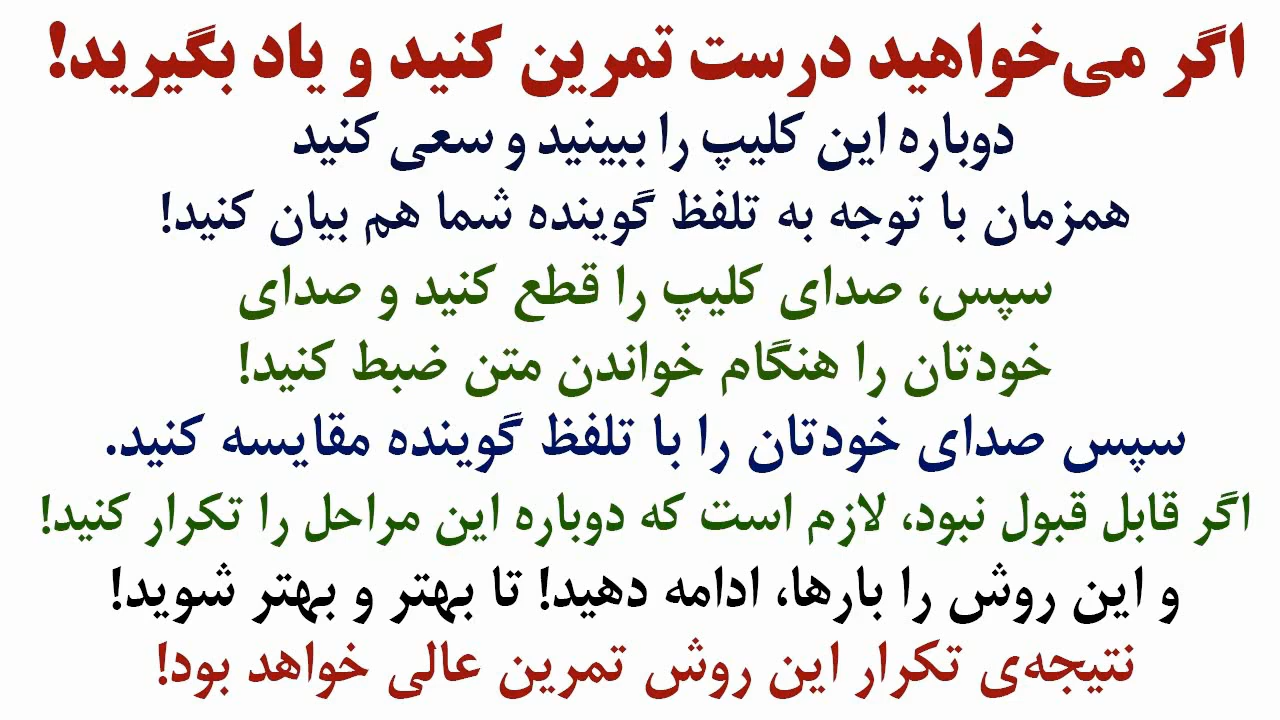 اگر می‌خواهید درست تمرین کنید و یاد بگیرید!
دوباره این کلیپ را ببینید و سعی کنید
همزمان با توجه به تلفظ گوینده شما هم بیان کنید!
سپس، صدای کلیپ را قطع کنید و صدای
خودتان را هنگام خواندن متن ضبط کنید!
سپس صدای خودتان را با تلفظ گوینده مقایسه کنید.
اگر قابل قبول نبود، لازم است که دوباره این مراحل را تکرار کنید!
و این روش را بارها، ادامه دهید! تا بهتر و بهتر شوید!
نتیجه‌ی تکرار این روش تمرین عالی خواهد بود!